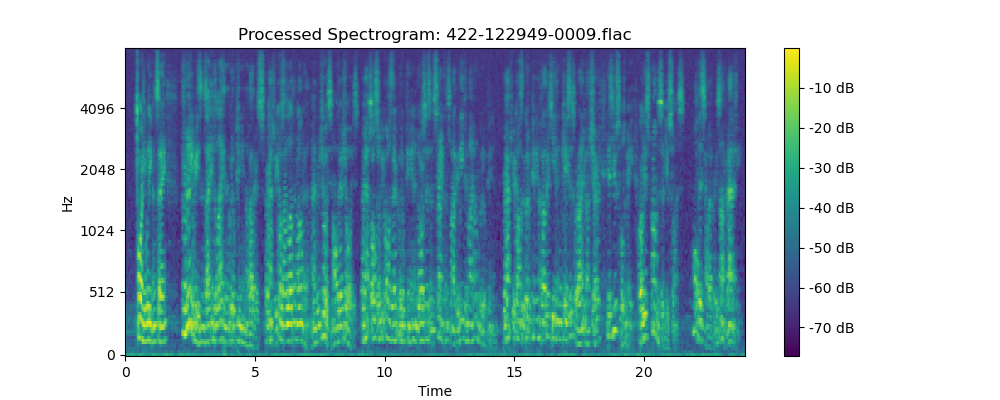 Processed Spectrogram: 422-122949-0009.flac
4096
2048
1024
512
0
Hz
0
5
10
15
20
Time
-10 dB
-20 dB
-30 dB
-40 dB
-50 dB
-60 dB
-70 dB